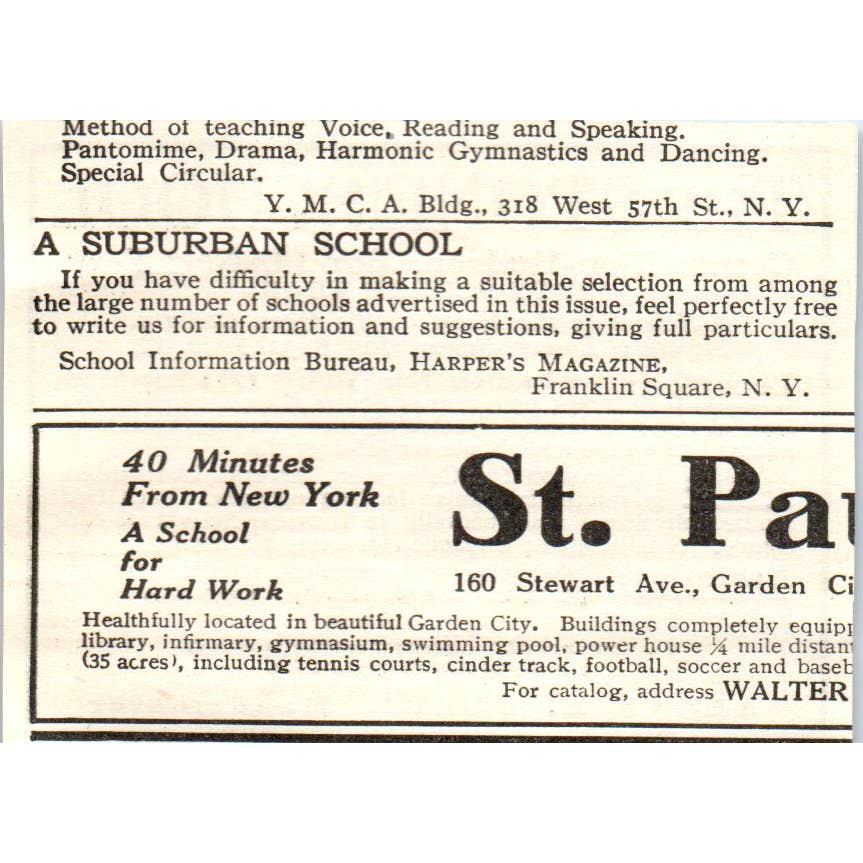 Method of teaching Voice, Reading and Speaking.
Pantomime, Drama, Harmonic Gymnastics and Dancing.
Special Circular.
Y. M. C. A. Bldg., 318 West 57th St., N. Y.
A SUBURBAN SCHOOL
If you have difficulty in making a suitable selection from among
the large number of schools advertised in this issue, feel perfectly free
to write us for information and suggestions, giving full particulars.
School Information Bureau, HARPER'S MAGAZINE,
Franklin Square, N. Y.
40 Minutes
From New York
A School
for
Hard Work
St. Pau
160 Stewart Ave., Garden Ci
Healthfully located in beautiful Garden City. Buildings completely equipp
library, infirmary, gymnasium, swimming pool, power house ¼ mile distant
(35 acres), including tennis courts, cinder track, football, soccer and baseb
For catalog, address WALTER